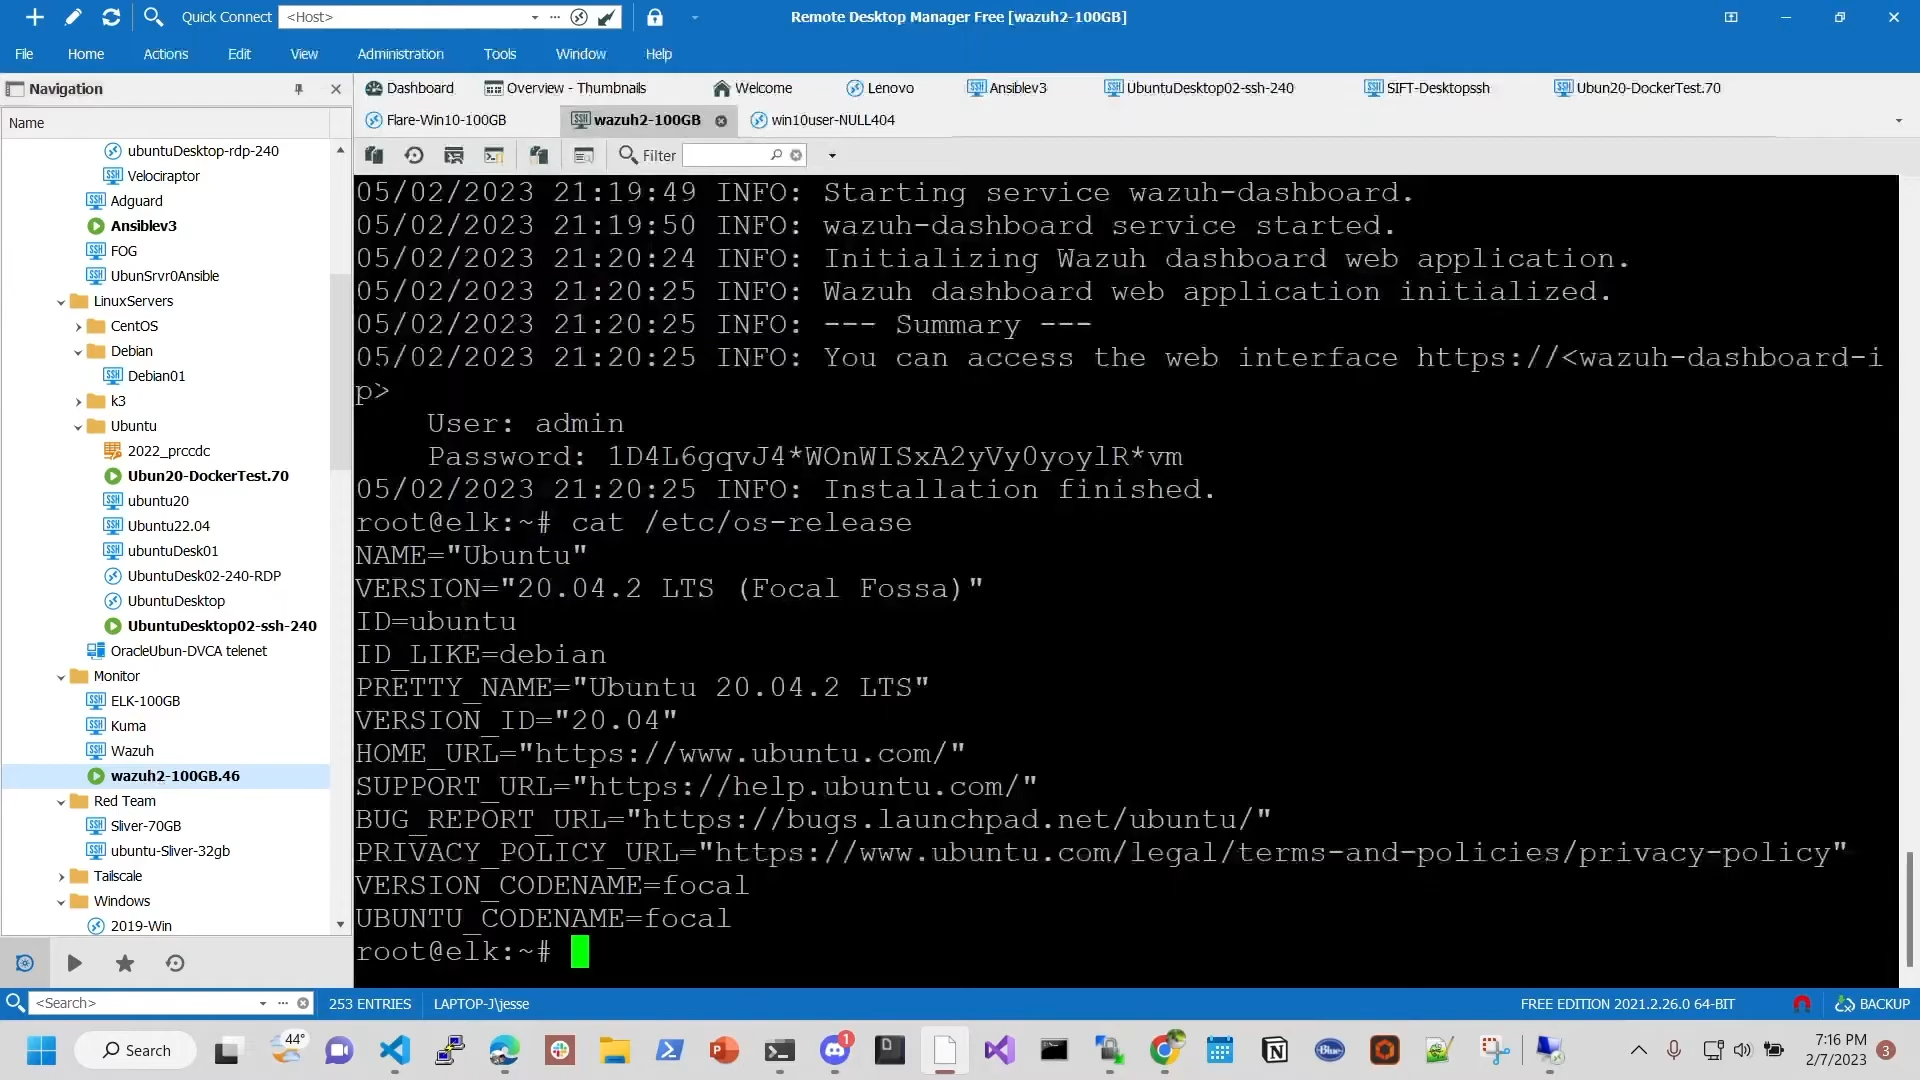 Quick Connect <Host>
Remote Desktop Manager Free [wazuh2-100GB]
File Home Actions Edit View Administration Tools Window Help
Navigation
Name
ubuntuDesktop-rdp-240
Velociraptor
Adguard
Ansiblev3
FOG
UbunSrvr0Ansible
LinuxServers
CentOS
Debian
Debian01
k3
Ubuntu
2022_prccdc
Ubun20-DockerTest.70
ubuntu20
Ubuntu22.04
ubuntuDesk01
UbuntuDesk02-240-RDP
UbuntuDesktop
UbuntuDesktop02-ssh-240
OracleUbun-DVCA telenet
Monitor
ELK-100GB
Kuma
Wazuh
wazuh2-100GB.46
Red Team
Sliver-70GB
ubuntu-Sliver-32gb
Tailscale
Windows
2019-Win
Dashboard Overview - Thumbnails Welcome Lenovo Ansiblev3 UbuntuDesktop02-ssh-240 SIFT-Desktopssh Ubun20-DockerTest.70
Flare-Win10-100GB wazuh2-100GB win10user-NULL404
Filter
05/02/2023 21:19:49 INFO: Starting service wazuh-dashboard.
05/02/2023 21:19:50 INFO: wazuh-dashboard service started.
05/02/2023 21:20:24 INFO: Initializing Wazuh dashboard web application.
05/02/2023 21:20:25 INFO: Wazuh dashboard web application initialized.
05/02/2023 21:20:25 INFO: --- Summary ---
05/02/2023 21:20:25 INFO: You can access the web interface https://<wazuh-dashboard-i
p>
User: admin
Password: 1D4L6gqvJ4*WOnWISxA2yVy0yoylR*vm
05/02/2023 21:20:25 INFO: Installation finished.
root@elk:~# cat /etc/os-release
NAME="Ubuntu"
VERSION="20.04.2 LTS (Focal Fossa)"
ID=ubuntu
ID_LIKE=debian
PRETTY_NAME="Ubuntu 20.04.2 LTS"
VERSION_ID="20.04"
HOME_URL="https://www.ubuntu.com/"
SUPPORT_URL="https://help.ubuntu.com/"
BUG_REPORT_URL="https://bugs.launchpad.net/ubuntu/"
PRIVACY_POLICY_URL="https://www.ubuntu.com/legal/terms-and-policies/privacy-policy"
VERSION_CODENAME=focal
UBUNTU_CODENAME=focal
root@elk:~#
<Search> 253 ENTRIES LAPTOP-J\jesse FREE EDITION 2021.2.26.0 64-BIT BACKUP
Search 44° 1 Blue 7:16 PM
2/7/2023 3